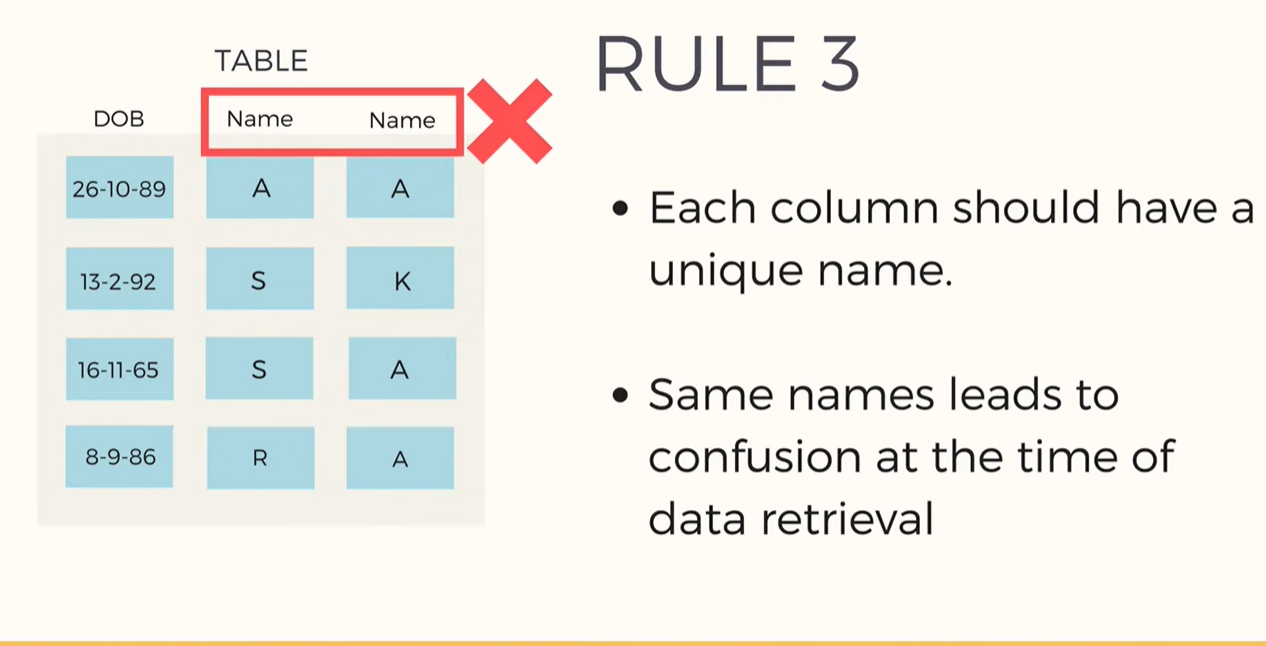 TABLE
DOB Name Name
26-10-89 A A
13-2-92 S K
16-11-65 S A
8-9-86 R A
RULE 3
• Each column should have a
unique name.
• Same names leads to
confusion at the time of
data retrieval